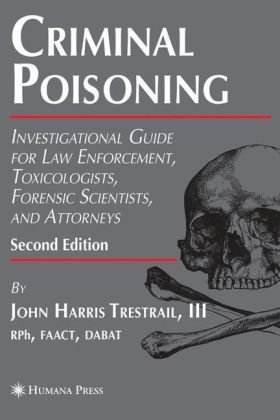 CRIMINAL
POISONING
INVESTIGATIONAL GUIDE
FOR LAW ENFORCEMENT,
TOXICOLOGISTS,
FORENSIC SCIENTISTS,
AND ATTORNEYS
Second Edition
BY
JOHN HARRIS TRESTRAIL, III
RPh, FAACT, DABAT
HUMANA PRESS